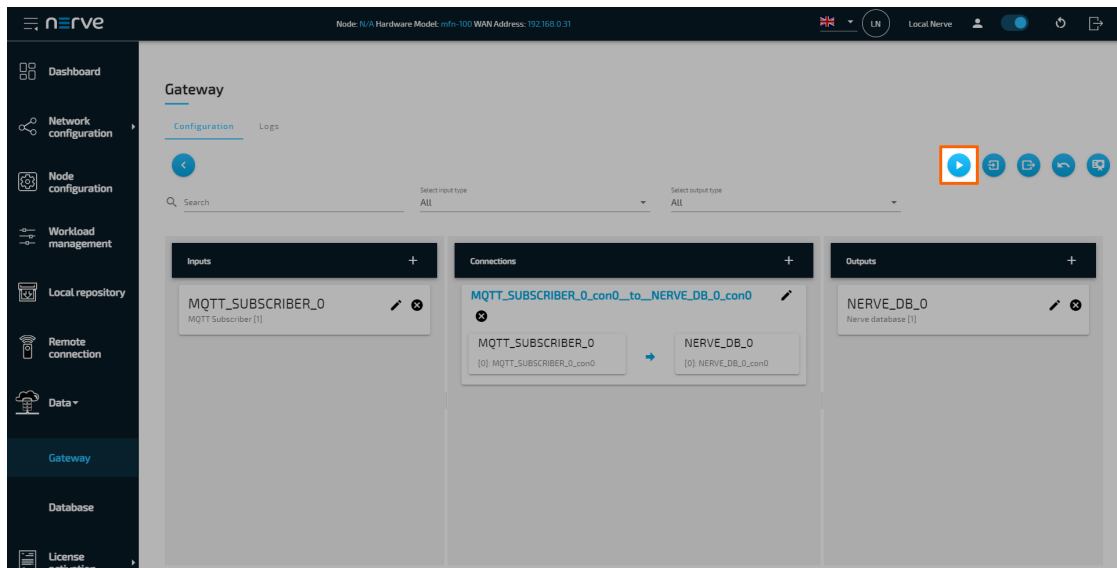 nerve
Node: N/A Hardware Model: mfn-100 WAN Address: 192.168.0.31
LN
Local Nerve
Dashboard
Network
configuration
Node
configuration
Workload
management
Local repository
Remote
connection
Data
Gateway
Database
License
activation
Gateway
Configuration
Logs
Search
Select input type
All
Select output type
All
Inputs
+
MQTT_SUBSCRIBER_0
MQTT Subscriber [1]
Connections
+
MQTT_SUBSCRIBER_0_con0__to__NERVE_DB_0_con0
MQTT_SUBSCRIBER_0
[0]: MQTT_SUBSCRIBER_0_con0
NERVE_DB_0
[0]: NERVE_DB_0_con0
Outputs
+
NERVE_DB_0
Nerve database [1]